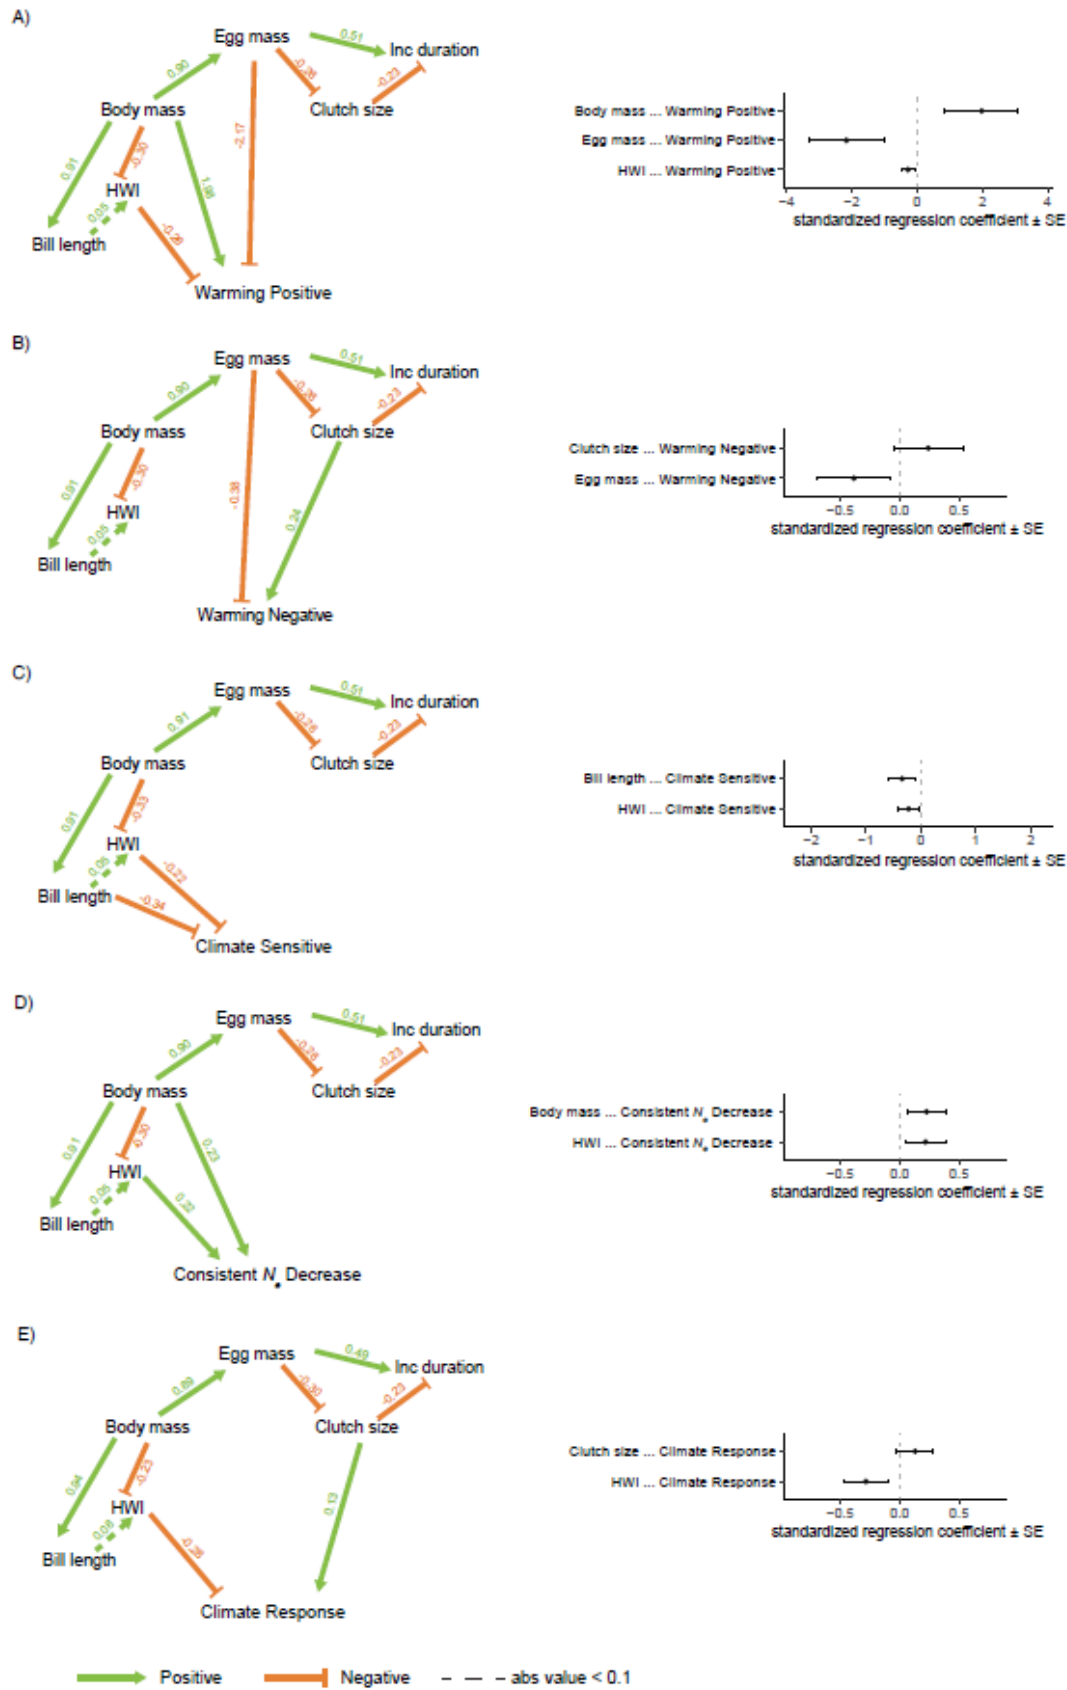 A)
Egg mass
0.51
Inc duration
0.90
-0.26
-0.23
Body mass
Clutch size
-2.17
0.91
-0.30
1.98
HWI
0.05
Bill length
-0.26
Warming Positive
Body mass ... Warming Positive
Egg mass ... Warming Positive
HWI ... Warming Positive
−4 −2 0 2 4
standardized regression coefficient ± SE
B)
Egg mass
0.51
Inc duration
0.90
-0.26
-0.23
Body mass
Clutch size
0.91
-0.30
-0.38
HWI
0.05
0.24
Bill length
Warming Negative
Clutch size ... Warming Negative
Egg mass ... Warming Negative
−0.5 0.0 0.5
standardized regression coefficient ± SE
C)
Egg mass
0.51
Inc duration
0.91
-0.26
-0.23
Body mass
Clutch size
0.91
-0.33
HWI
0.05
-0.22
Bill length
-0.34
Climate Sensitive
Bill length ... Climate Sensitive
HWI ... Climate Sensitive
−2 −1 0 1 2
standardized regression coefficient ± SE
D)
Egg mass
0.51
Inc duration
0.90
-0.26
-0.23
Body mass
Clutch size
0.91
-0.30
0.23
HWI
0.05
0.22
Bill length
Consistent Ne Decrease
Body mass ... Consistent Ne Decrease
HWI ... Consistent Ne Decrease
−0.5 0.0 0.5
standardized regression coefficient ± SE
E)
Egg mass
0.49
Inc duration
0.89
-0.30
-0.23
Body mass
Clutch size
0.94
-0.23
HWI
0.08
0.13
Bill length
-0.28
Climate Response
Clutch size ... Climate Response
HWI ... Climate Response
−0.5 0.0 0.5
standardized regression coefficient ± SE
Positive
Negative
abs value < 0.1